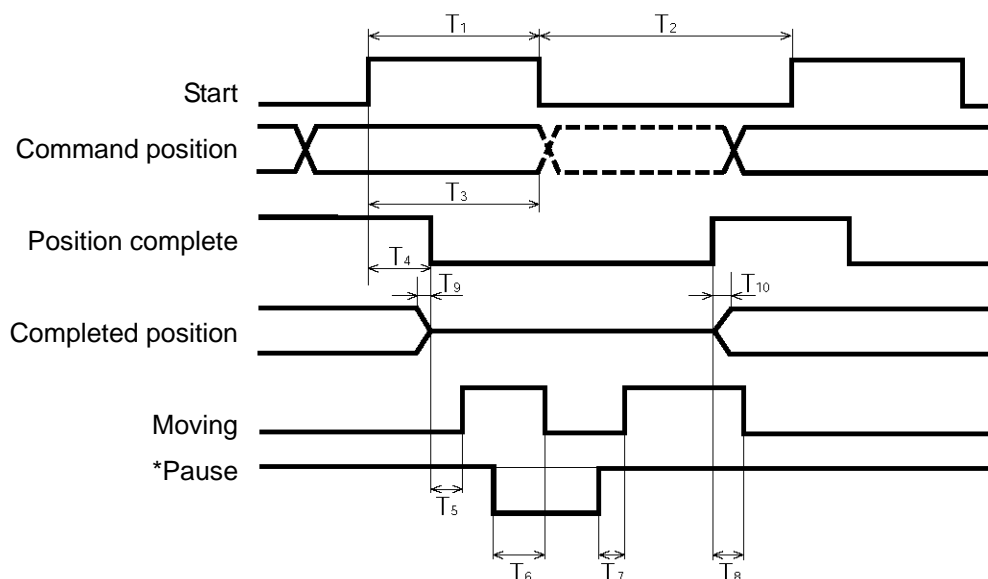 T1 T2
Start
Command position
T3
Position complete
T4
T9 T10
Completed position
Moving
*Pause
T5
T6 T7 T8